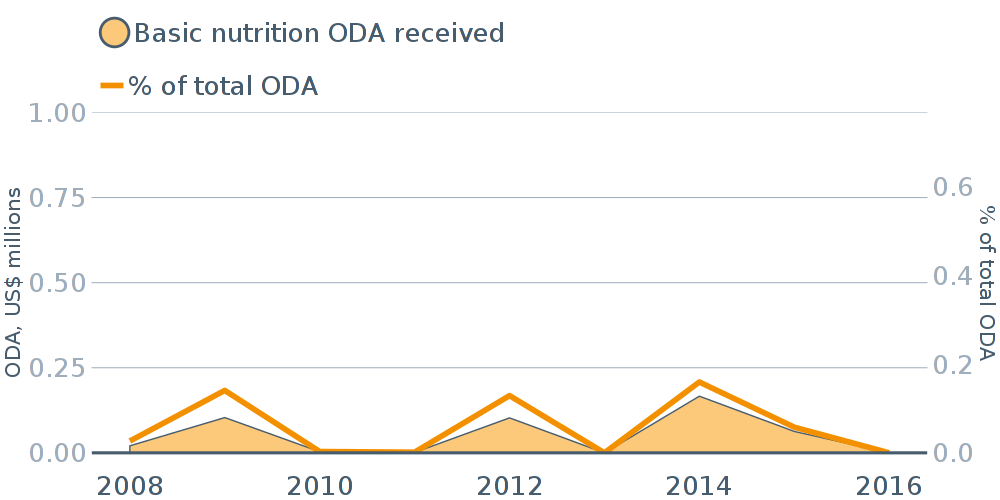 Basic nutrition ODA received
% of total ODA
1.00
0.75
0.50
0.25
0.00
ODA, US$ millions
0.6
0.4
0.2
0.0
% of total ODA
2008 2010 2012 2014 2016